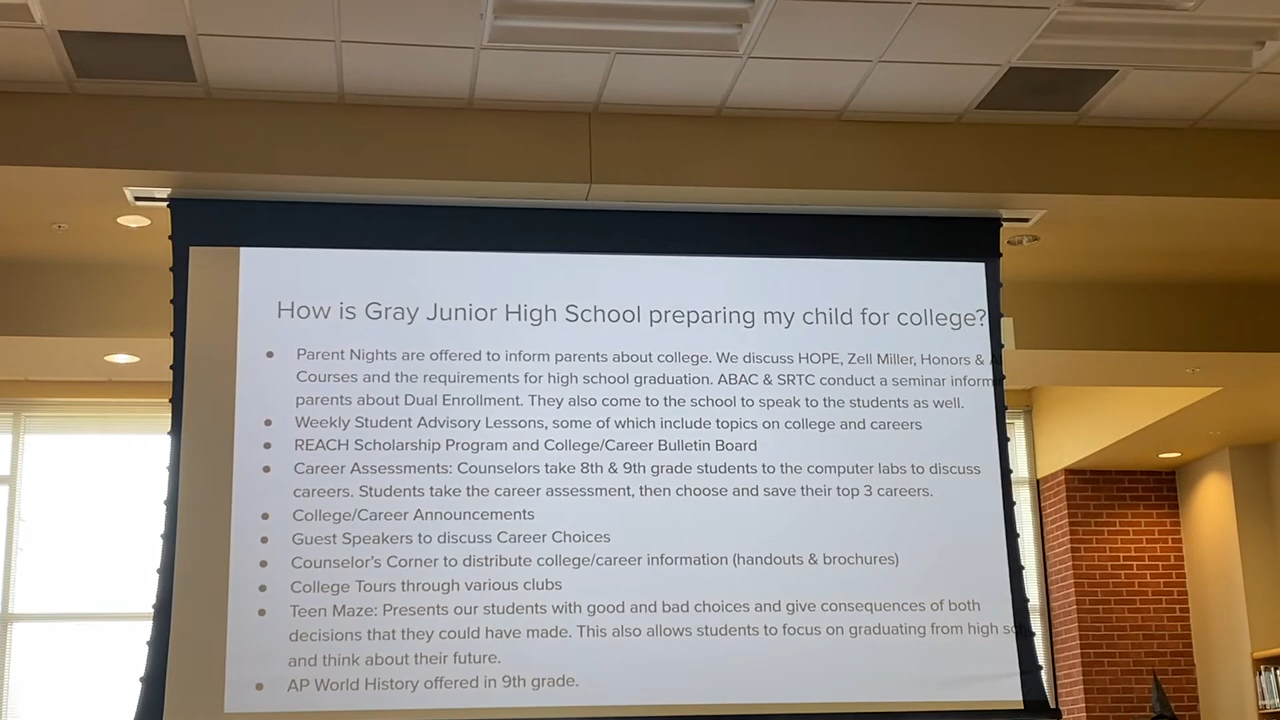 How is Gray Junior High School preparing my child for college?
● Parent Nights are offered to inform parents about college. We discuss HOPE, Zell Miller, Honors &
Courses and the requirements for high school graduation. ABAC & SRTC conduct a seminar inform
parents about Dual Enrollment. They also come to the school to speak to the students as well.
● Weekly Student Advisory Lessons, some of which include topics on college and careers
● REACH Scholarship Program and College/Career Bulletin Board
● Career Assessments: Counselors take 8th & 9th grade students to the computer labs to discuss
careers. Students take the career assessment, then choose and save their top 3 careers.
● College/Career Announcements
● Guest Speakers to discuss Career Choices
● Counselor's Corner to distribute college/career information (handouts & brochures)
● College Tours through various clubs
● Teen Maze: Presents our students with good and bad choices and give consequences of both
decisions that they could have made. This also allows students to focus on graduating from high
and think about their future.
● AP World History offered in 9th grade.